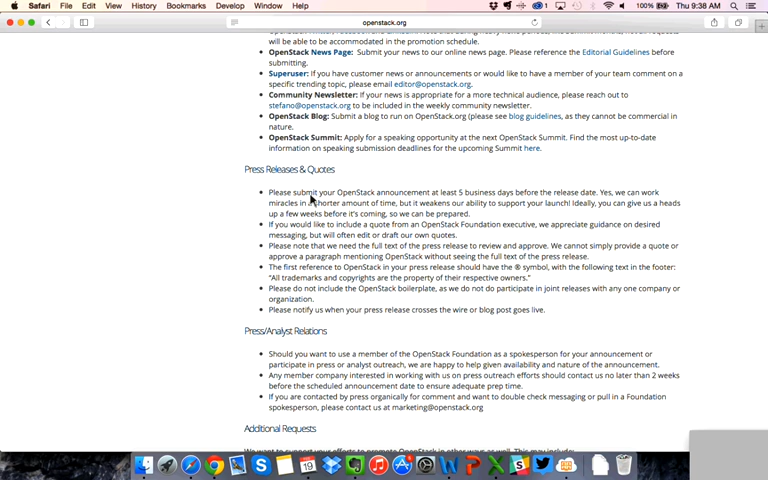 Safari File Edit View History Bookmarks Develop Window Help 100% Thu 9:38 AM
openstack.org
will be able to be accommodated in the promotion schedule.
• OpenStack News Page: Submit your news to our online news page. Please reference the Editorial Guidelines before
submitting.
• Superuser: If you have customer news or announcements or would like to have a member of your team comment on a
specific trending topic, please email editor@openstack.org.
• Community Newsletter: If your news is appropriate for a more technical audience, please reach out to
stefano@openstack.org to be included in the weekly community newsletter.
• OpenStack Blog: Submit a blog to run on OpenStack.org (please see blog guidelines, as they cannot be commercial in
nature.
• OpenStack Summit: Apply for a speaking opportunity at the next OpenStack Summit. Find the most up-to-date
information on speaking submission deadlines for the upcoming Summit here.
Press Releases & Quotes
• Please submit your OpenStack announcement at least 5 business days before the release date. Yes, we can work
miracles in a shorter amount of time, but it weakens our ability to support your launch! Ideally, you can give us a heads
up a few weeks before it's coming, so we can be prepared.
• If you would like to include a quote from an OpenStack Foundation executive, we appreciate guidance on desired
messaging, but will often edit or draft our own quotes.
• Please note that we need the full text of the press release to review and approve. We cannot simply provide a quote or
approve a paragraph mentioning OpenStack without seeing the full text of the press release.
• The first reference to OpenStack in your press release should have the ® symbol, with the following text in the footer:
"All trademarks and copyrights are the property of their respective owners."
• Please do not include the OpenStack boilerplate, as we do not do participate in joint releases with any one company or
organization.
• Please notify us when your press release crosses the wire or blog post goes live.
Press/Analyst Relations
• Should you want to use a member of the OpenStack Foundation as a spokesperson for your announcement or
participate in press or analyst outreach, we are happy to help given availability and nature of the announcement.
• Any member company interested in working with us on press outreach efforts should contact us no later than 2 weeks
before the scheduled announcement date to ensure adequate prep time.
• If you are contacted by press organically for comment and want to double check messaging or pull in a Foundation
spokesperson, please contact us at marketing@openstack.org
Additional Requests
19